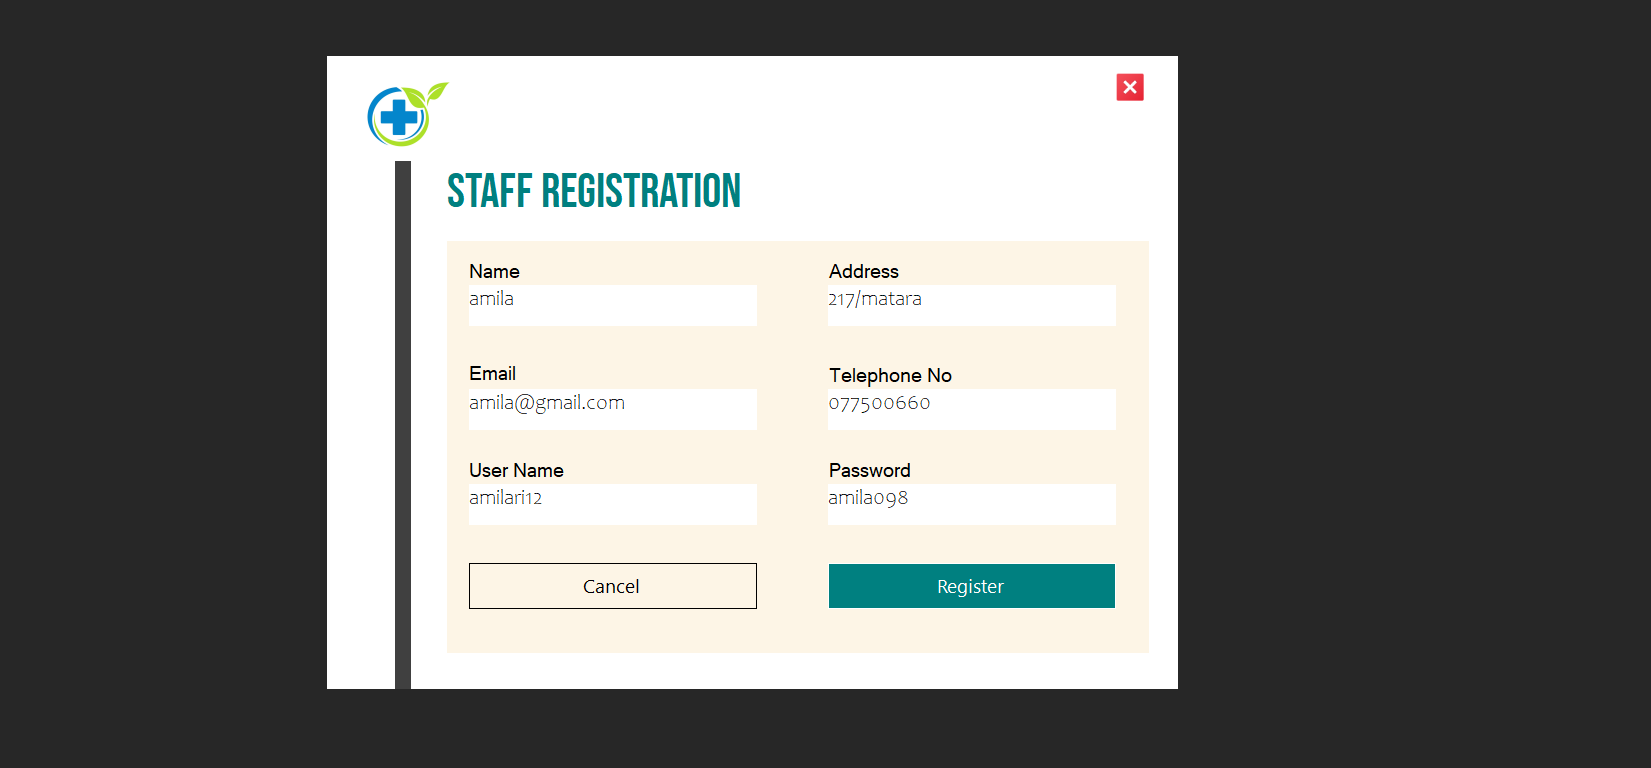 STAFF REGISTRATION
Name
Address
amila
217/matara
Email
Telephone No
amila@gmail.com
077500660
User Name
Password
amilari12
amila098
Cancel
Register